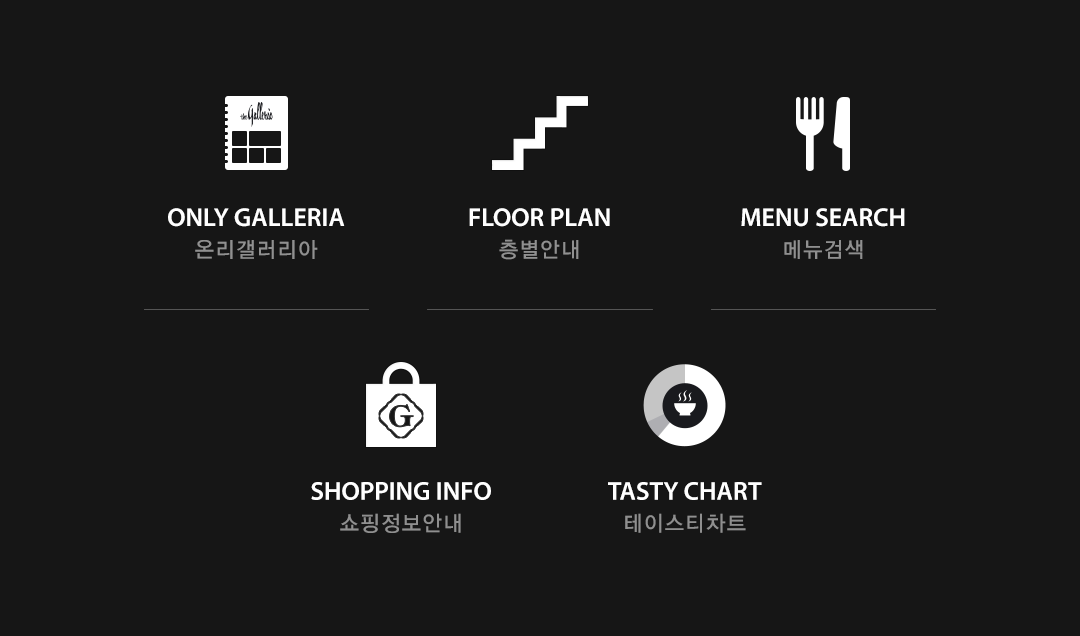 the Galleria
ONLY GALLERIA
온리갤러리아
FLOOR PLAN
층별안내
MENU SEARCH
메뉴검색
G
SHOPPING INFO
쇼핑정보안내
TASTY CHART
테이스티차트